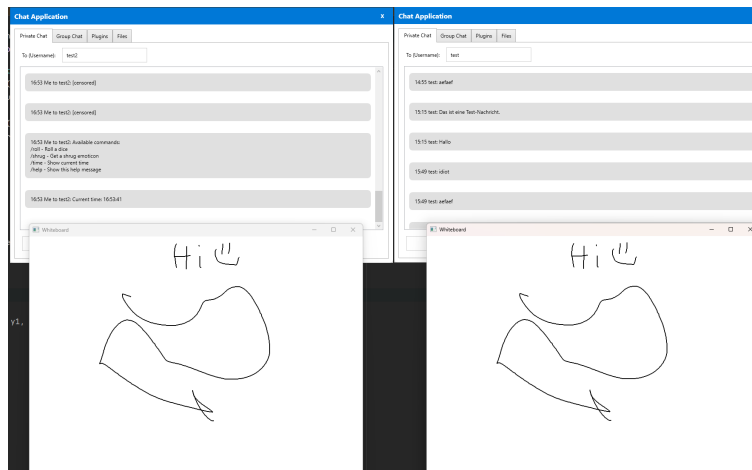 Chat Application x
Private Chat Group Chat Plugins Files
To (Username): test2
16:53 Me to test2: [censored]
16:53 Me to test2: [censored]
16:53 Me to test2: Available commands:
/roll - Roll a dice
/shrug - Get a shrug emoticon
/time - Show current time
/help - Show this help message
16:53 Me to test2: Current time: 16:53:41
Whiteboard
Hi
y1,
Chat Application
Private Chat Group Chat Plugins Files
To (Username): test
14:55 test: aefaef
15:15 test: Das ist eine Test-Nachricht.
15:15 test: Hallo
15:49 test: idiot
15:49 test: aefaef
Whiteboard
Hi